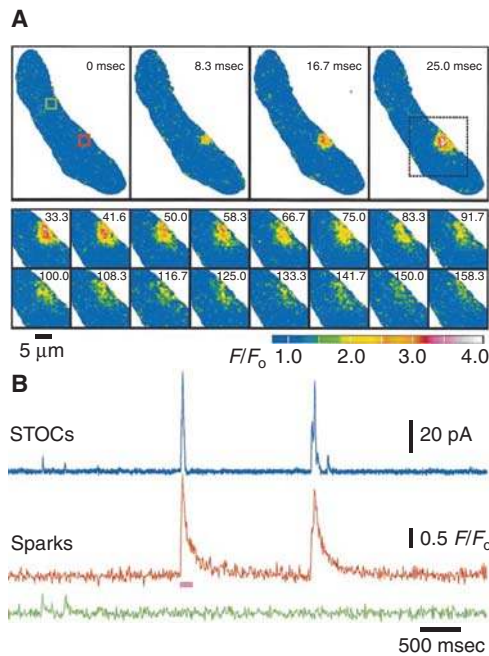 A
0 msec 8.3 msec 16.7 msec 25.0 msec
33.3 41.6 50.0 58.3 66.7 75.0 83.3 91.7
100.0 108.3 116.7 125.0 133.3 141.7 150.0 158.3
5 μm
F/Fo 1.0 2.0 3.0 4.0
B
STOCs
20 pA
Sparks
0.5 F/Fo
500 msec